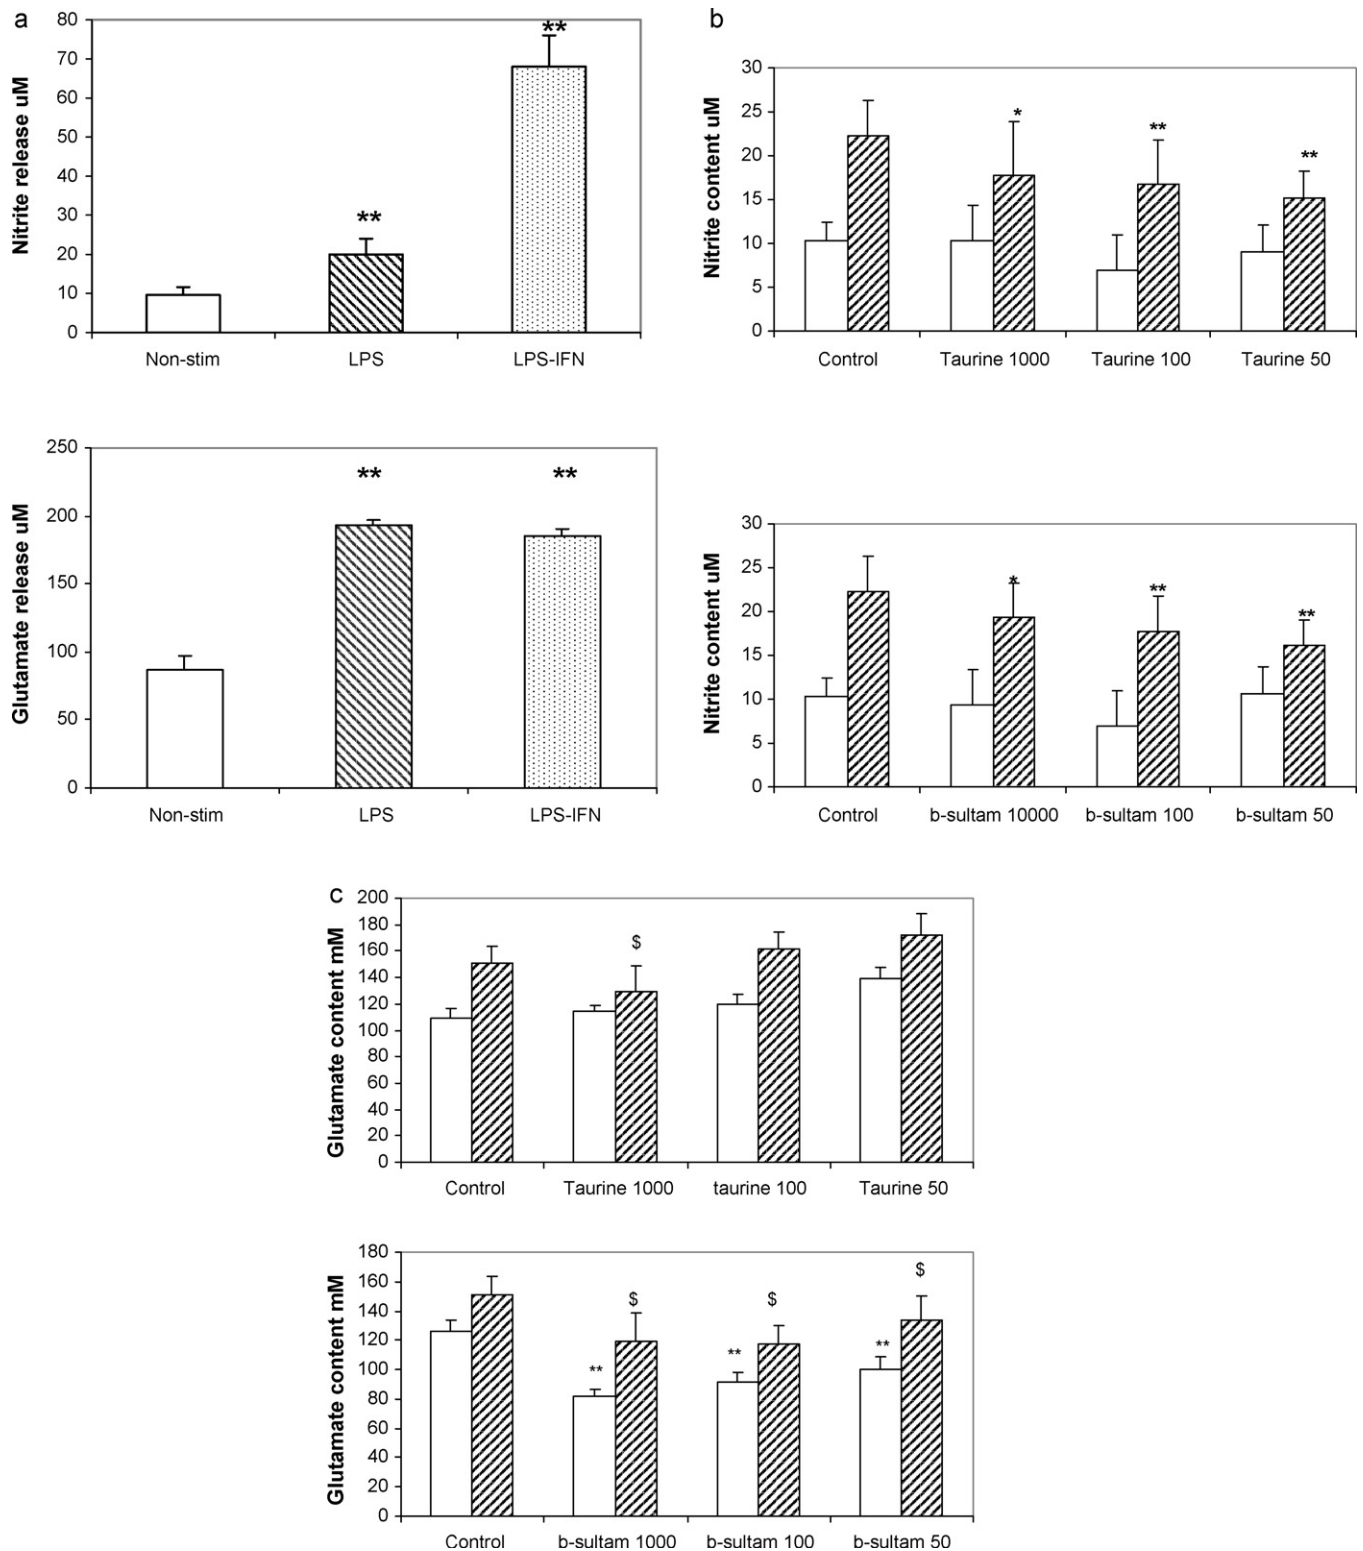 a
Nitrite release uM
80
70
60
50
40
30
20
10
0
**
**
Non-stim LPS LPS-IFN
Glutamate release uM
250
200
150
100
50
0
** **
Non-stim LPS LPS-IFN
b
Nitrite content uM
30
25
20
15
10
5
0
* ** **
Control Taurine 1000 Taurine 100 Taurine 50
Nitrite content uM
30
25
20
15
10
5
0
* ** **
Control b-sultam 10000 b-sultam 100 b-sultam 50
c
Glutamate content mM
200
180
160
140
120
100
80
60
40
20
0
$
Control Taurine 1000 taurine 100 Taurine 50
Glutamate content mM
180
160
140
120
100
80
60
40
20
0
$ $ $
** ** **
Control b-sultam 1000 b-sultam 100 b-sultam 50